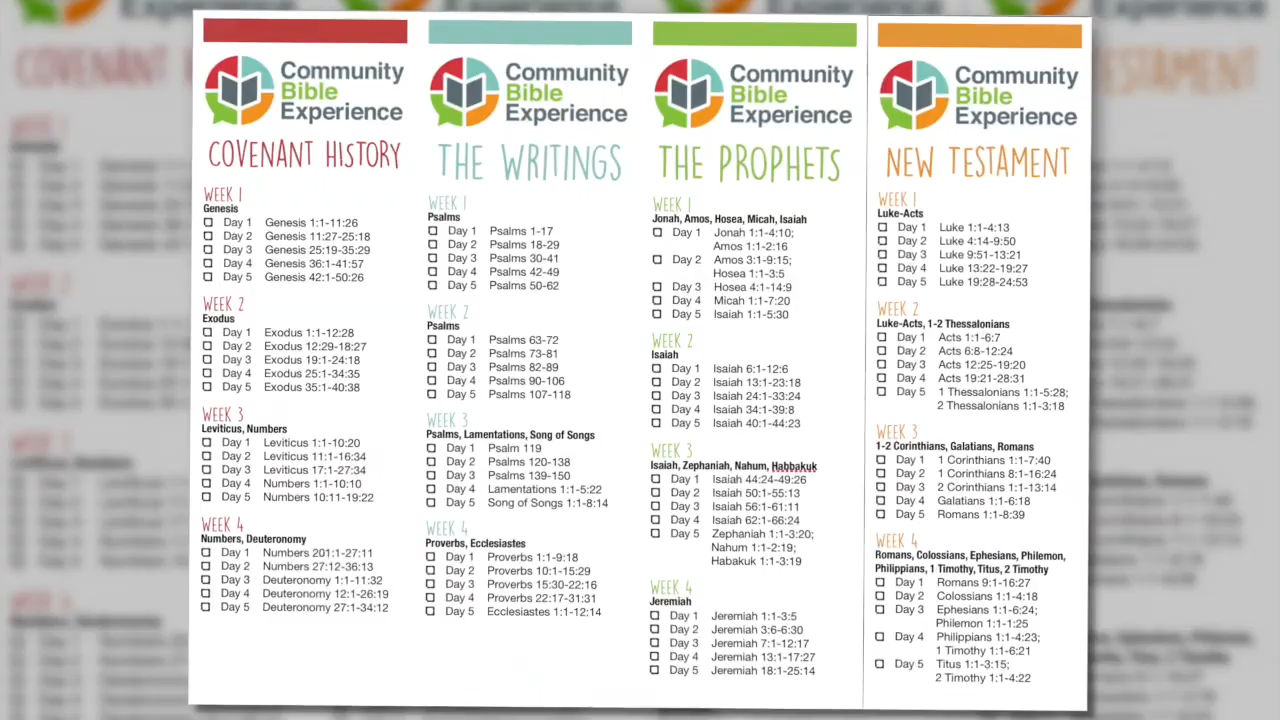 Community
Bible
Experience
COVENANT HISTORY
WEEK 1
Genesis
Day 1 Genesis 1:1-11:26
Day 2 Genesis 11:27-25:18
Day 3 Genesis 25:19-35:29
Day 4 Genesis 36:1-41:57
Day 5 Genesis 42:1-50:26
WEEK 2
Exodus
Day 1 Exodus 1:1-12:28
Day 2 Exodus 12:29-18:27
Day 3 Exodus 19:1-24:18
Day 4 Exodus 25:1-34:35
Day 5 Exodus 35:1-40:38
WEEK 3
Leviticus, Numbers
Day 1 Leviticus 1:1-10:20
Day 2 Leviticus 11:1-16:34
Day 3 Leviticus 17:1-27:34
Day 4 Numbers 1:1-10:10
Day 5 Numbers 10:11-19:22
WEEK 4
Numbers, Deuteronomy
Day 1 Numbers 201:1-27:11
Day 2 Numbers 27:12-36:13
Day 3 Deuteronomy 1:1-11:32
Day 4 Deuteronomy 12:1-26:19
Day 5 Deuteronomy 27:1-34:12
Community
Bible
Experience
THE WRITINGS
WEEK 1
Psalms
Day 1 Psalms 1-17
Day 2 Psalms 18-29
Day 3 Psalms 30-41
Day 4 Psalms 42-49
Day 5 Psalms 50-62
WEEK 2
Psalms
Day 1 Psalms 63-72
Day 2 Psalms 73-81
Day 3 Psalms 82-89
Day 4 Psalms 90-106
Day 5 Psalms 107-118
WEEK 3
Psalms, Lamentations, Song of Songs
Day 1 Psalm 119
Day 2 Psalms 120-138
Day 3 Psalms 139-150
Day 4 Lamentations 1:1-5:22
Day 5 Song of Songs 1:1-8:14
WEEK 4
Proverbs, Ecclesiastes
Day 1 Proverbs 1:1-9:18
Day 2 Proverbs 10:1-15:29
Day 3 Proverbs 15:30-22:16
Day 4 Proverbs 22:17-31:31
Day 5 Ecclesiastes 1:1-12:14
Community
Bible
Experience
THE PROPHETS
WEEK 1
Jonah, Amos, Hosea, Micah, Isaiah
Day 1 Jonah 1:1-4:10;
Amos 1:1-2:16
Day 2 Amos 3:1-9:15;
Hosea 1:1-3:5
Day 3 Hosea 4:1-14:9
Day 4 Micah 1:1-7:20
Day 5 Isaiah 1:1-5:30
WEEK 2
Isaiah
Day 1 Isaiah 6:1-12:6
Day 2 Isaiah 13:1-23:18
Day 3 Isaiah 24:1-33:24
Day 4 Isaiah 34:1-39:8
Day 5 Isaiah 40:1-44:23
WEEK 3
Isaiah, Zephaniah, Nahum, Habbakuk
Day 1 Isaiah 44:24-49:26
Day 2 Isaiah 50:1-55:13
Day 3 Isaiah 56:1-61:11
Day 4 Isaiah 62:1-66:24
Day 5 Zephaniah 1:1-3:20;
Nahum 1:1-2:19;
Habakuk 1:1-3:19
WEEK 4
Jeremiah
Day 1 Jeremiah 1:1-3:5
Day 2 Jeremiah 3:6-6:30
Day 3 Jeremiah 7:1-12:17
Day 4 Jeremiah 13:1-17:27
Day 5 Jeremiah 18:1-25:14
Community
Bible
Experience
NEW TESTAMENT
WEEK 1
Luke-Acts
Day 1 Luke 1:1-4:13
Day 2 Luke 4:14-9:50
Day 3 Luke 9:51-13:21
Day 4 Luke 13:22-19:27
Day 5 Luke 19:28-24:53
WEEK 2
Luke-Acts, 1-2 Thessalonians
Day 1 Acts 1:1-6:7
Day 2 Acts 6:8-12:24
Day 3 Acts 12:25-19:20
Day 4 Acts 19:21-28:31
Day 5 1 Thessalonians 1:1-5:28;
2 Thessalonians 1:1-3:18
WEEK 3
1-2 Corinthians, Galatians, Romans
Day 1 1 Corinthians 1:1-7:40
Day 2 1 Corinthians 8:1-16:24
Day 3 2 Corinthians 1:1-13:14
Day 4 Galatians 1:1-6:18
Day 5 Romans 1:1-8:39
WEEK 4
Romans, Colossians, Ephesians, Philemon,
Philippians, 1 Timothy, Titus, 2 Timothy
Day 1 Romans 9:1-16:27
Day 2 Colossians 1:1-4:18
Day 3 Ephesians 1:1-6:24;
Philemon 1:1-1:25
Day 4 Philippians 1:1-4:23;
1 Timothy 1:1-6:21
Day 5 Titus 1:1-3:15;
2 Timothy 1:1-4:22